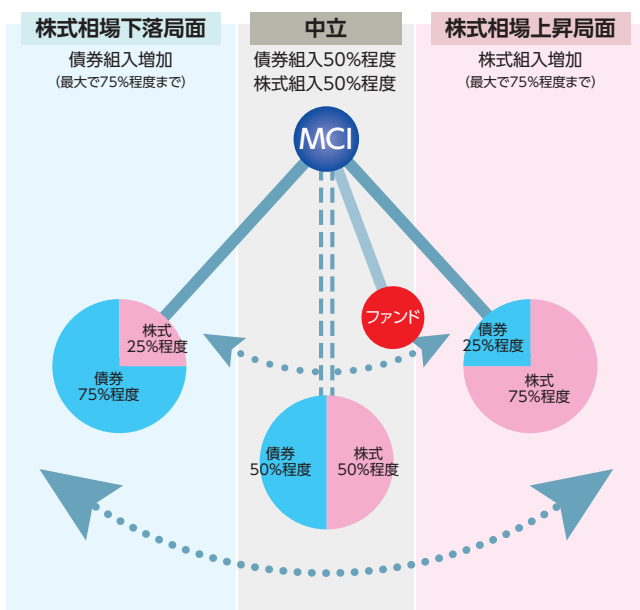 株式相場下落局面
債券組入増加
(最大で75%程度まで)
中立
債券組入50%程度
株式組入50%程度
株式相場上昇局面
株式組入増加
(最大で75%程度まで)
MCI
ファンド
株式
25%程度
債券
75%程度
債券
25%程度
株式
75%程度
債券
50%程度
株式
50%程度